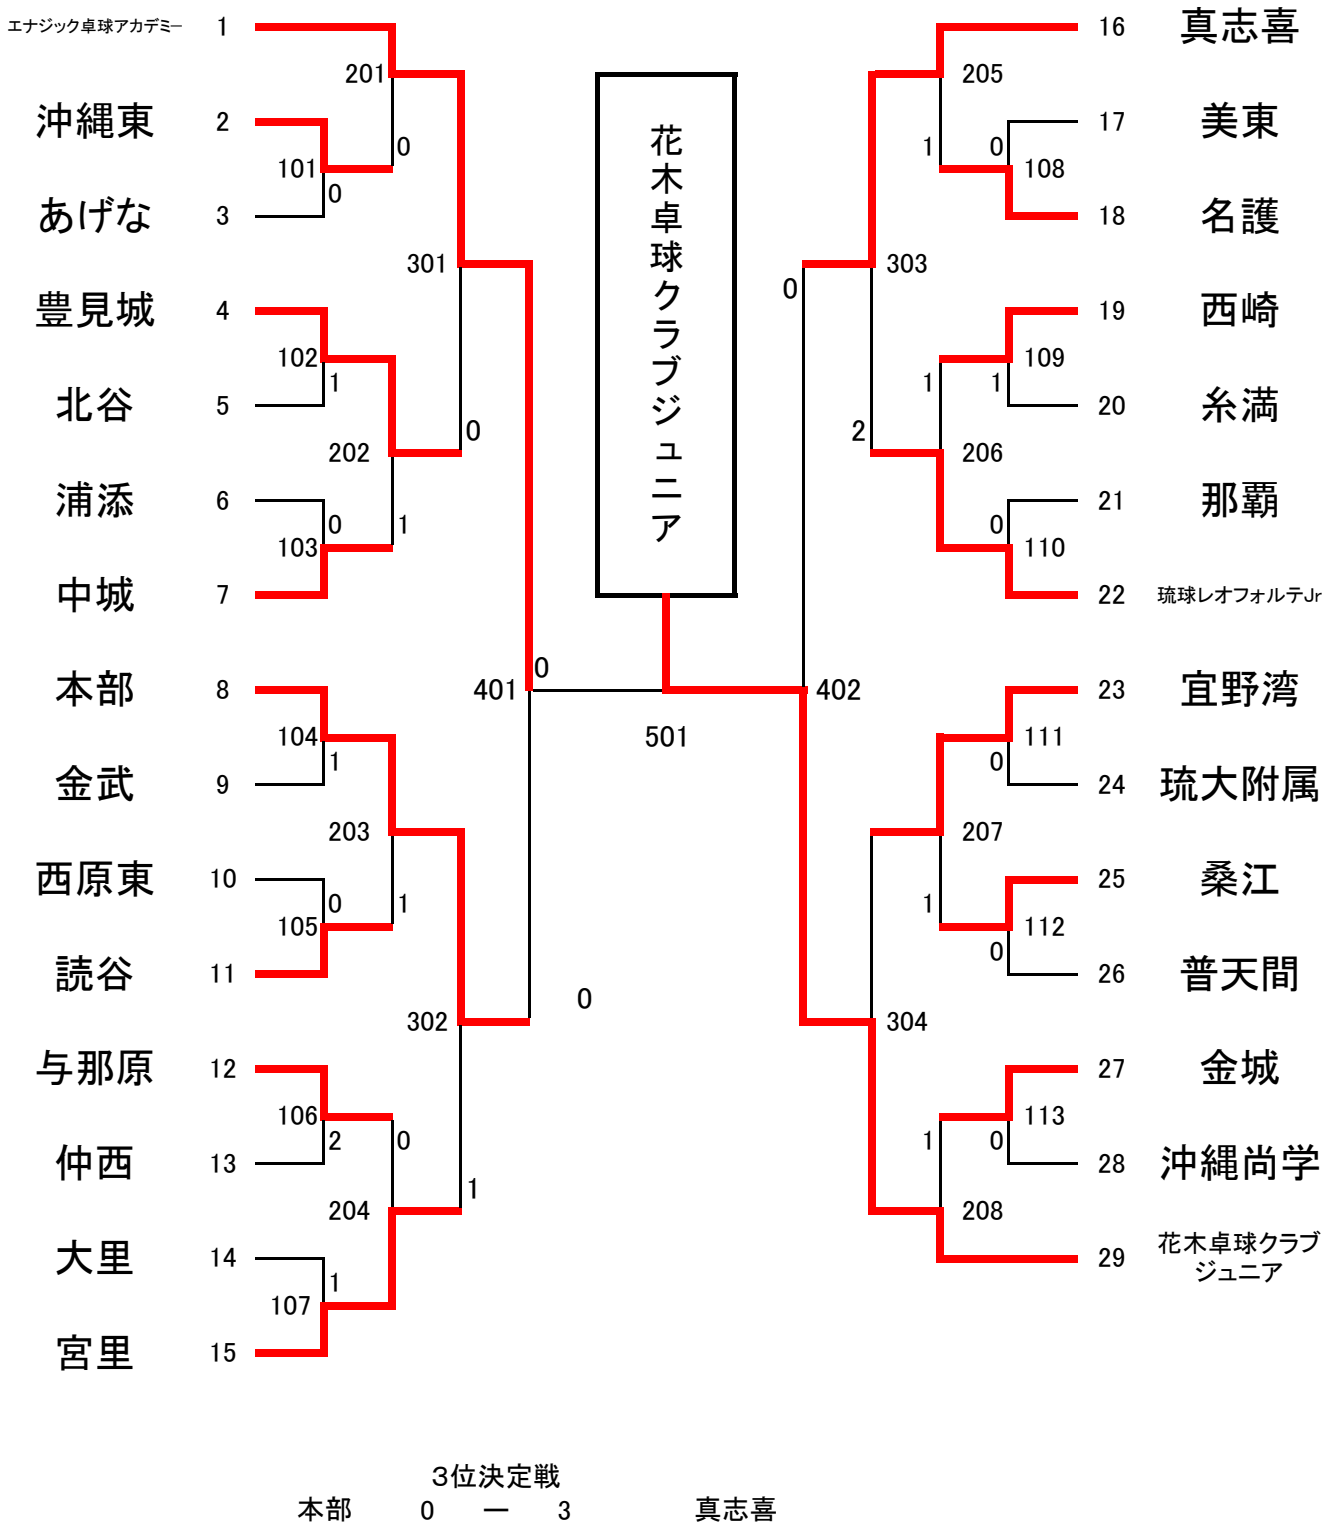 エナジック卓球アカデミー 1
16 真志喜
201
205
沖縄東 2
17 美東
0
1
0
101
108
0
あげな 3
18 名護
花木卓球クラブジュニア
301
303
0
豊見城 4
19 西崎
102
109
1
1
1
北谷 5
20 糸満
0
2
202
206
浦添 6
21 那覇
0
1
0
103
110
中城 7
22 琉球レオフォルテJr
0
本部 8
401
402
23 宜野湾
104
501
111
1
0
金武 9
24 琉大附属
203
207
西原東 10
25 桑江
0
1
1
105
112
0
読谷 11
26 普天間
0
302
304
与那原 12
27 金城
106
113
2
0
1
0
仲西 13
28 沖縄尚学
1
204
208
大里 14
29 花木卓球クラブ
ジュニア
1
107
宮里 15
3位決定戦
本部 0 ー 3 真志喜